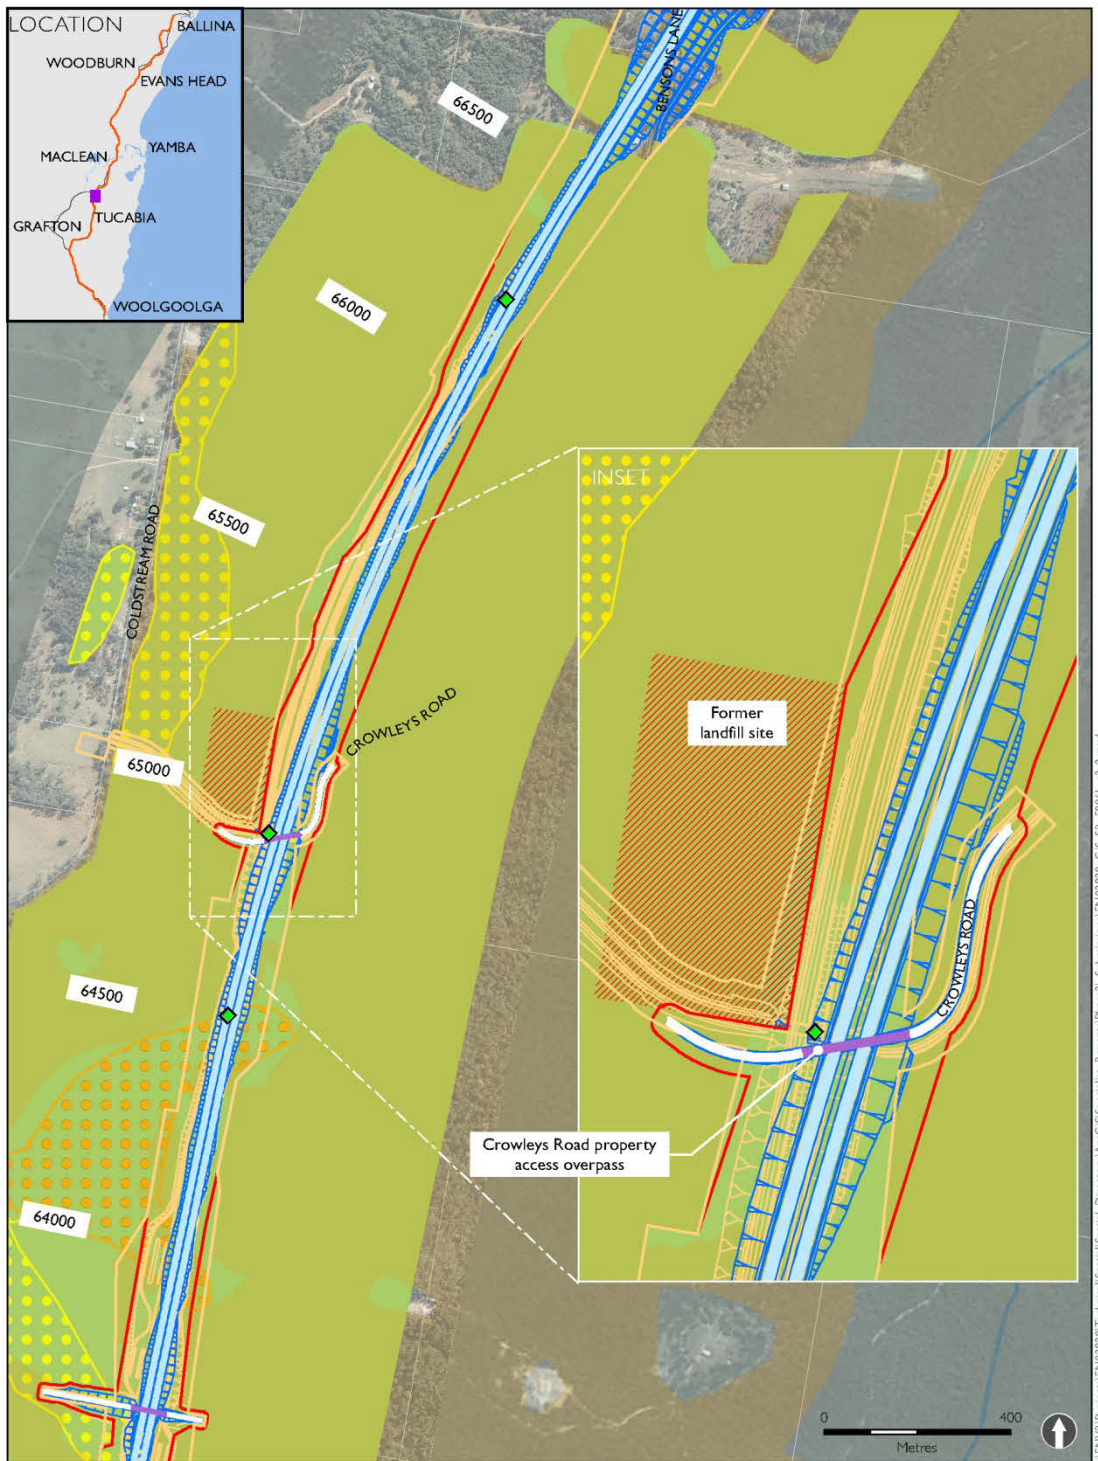 LOCATION
BALLINA
WOODBURN
EVANS HEAD
MACLEAN
YAMBA
TUCABIA
GRAFTON
WOOLGOOLGA
BENSONS LANE
66500
66000
65500
COLDSTREAM ROAD
INSET
Former
landfill site
CROWLEYS ROAD
65000
CROWLEYS ROAD
64500
Crowleys Road property
access overpass
64000
0 400
Metres